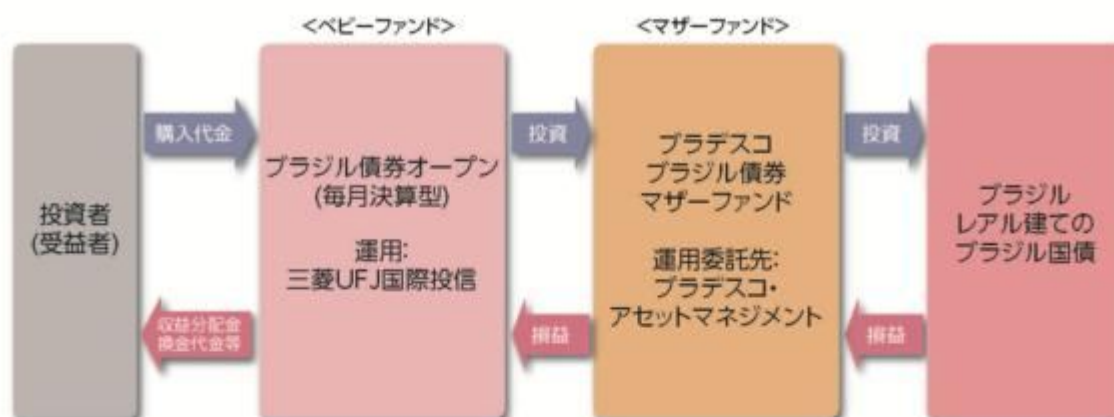 <ベビーファンド>
<マザーファンド>
投資者
(受益者)
購入代金
収益分配金
換金代金等
ブラジル債券オープン
(毎月決算型)
運用:
三菱UFJ国際投信
投資
損益
ブラデスコ
ブラジル債券
マザーファンド
運用委託先:
ブラデスコ・
アセットマネジメント
投資
損益
ブラジル
レアル建ての
ブラジル国債